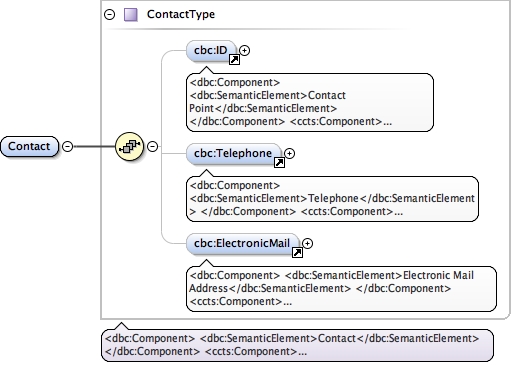 ContactType
cbc:ID
<dbc:Component>
<dbc:SemanticElement>Contact
Point</dbc:SemanticElement>
</dbc:Component> <ccts:Component>...
Contact
cbc:Telephone
<dbc:Component>
<dbc:SemanticElement>Telephone</dbc:SemanticElement
> </dbc:Component> <ccts:Component>...
cbc:ElectronicMail
<dbc:Component> <dbc:SemanticElement>Electronic Mail
Address</dbc:SemanticElement> </dbc:Component>
<ccts:Component>...
<dbc:Component> <dbc:SemanticElement>Contact</dbc:SemanticElement>
</dbc:Component> <ccts:Component>...